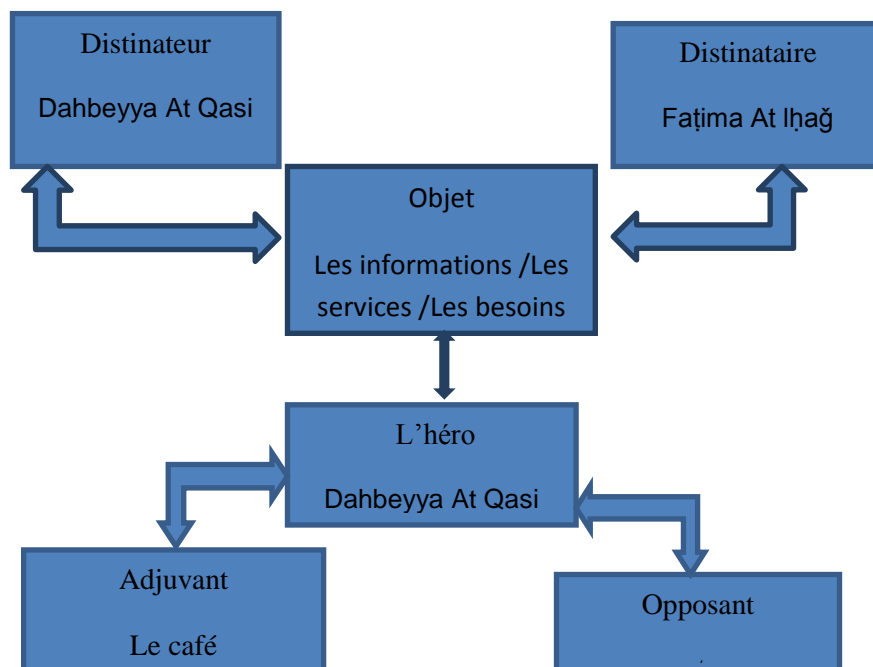 Distinateur
Dahbeyya At Qasi
Distinataire
Faṭima At lḥaǧ
Objet
Les informations /Les
services /Les besoins
L’héro
Dahbeyya At Qasi
Adjuvant
Le café
Opposant